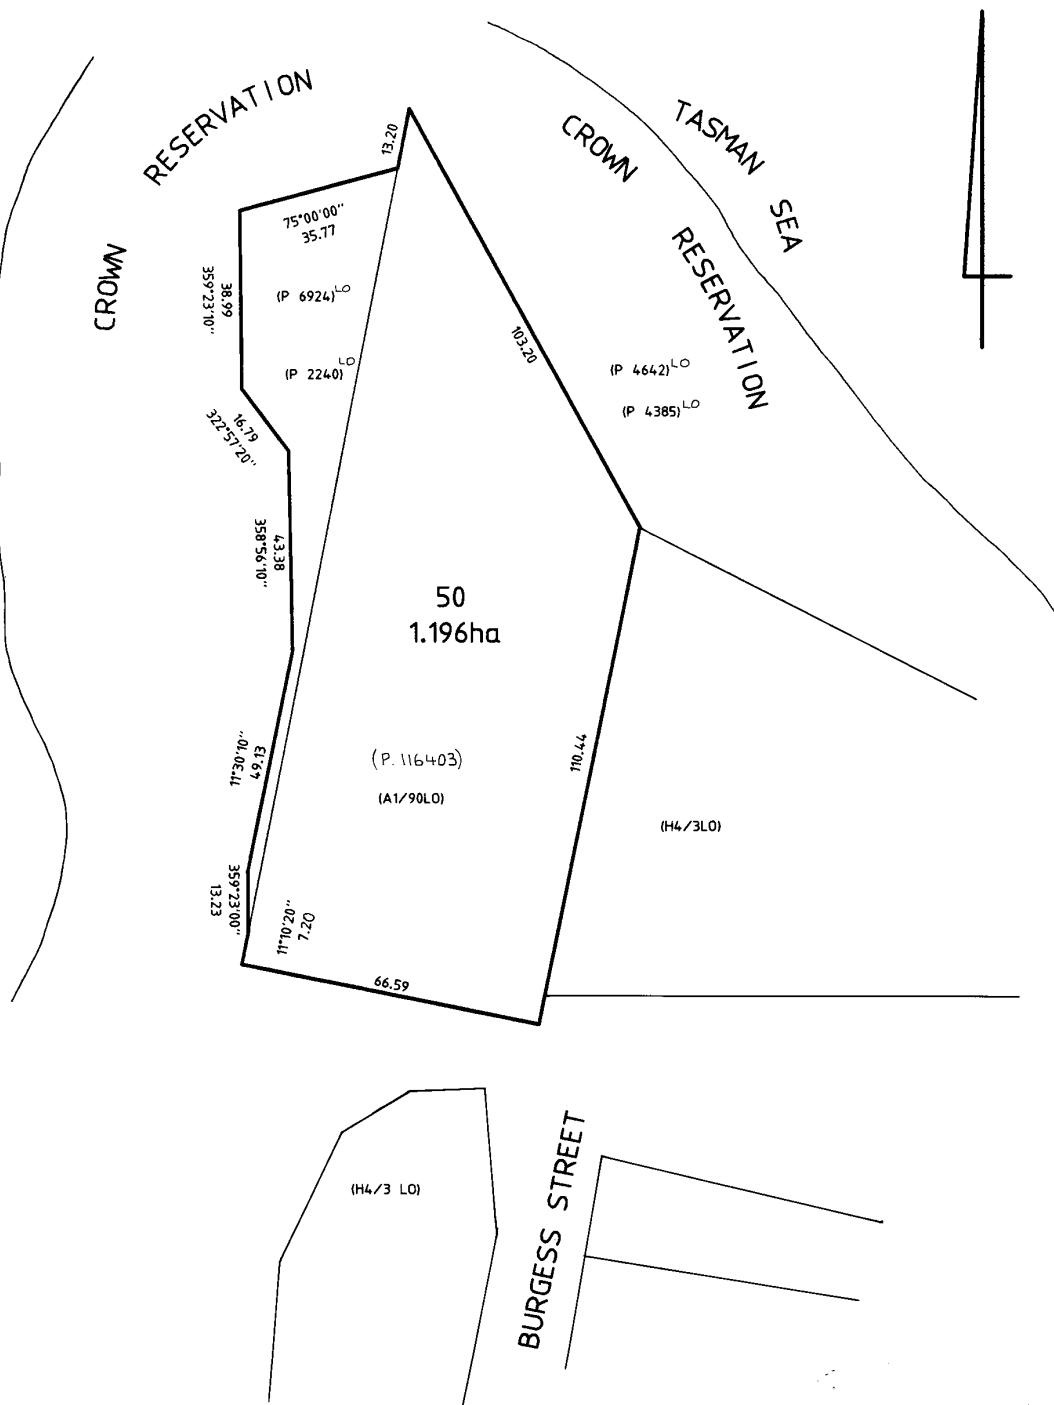 RESERVATION
CROWN
CROWN
RESERVATION
TASMAN SEA
13.20
75°00'00"
35.77
359°23'10"
38.99
(P 6924)LO
(P 2240)LO
103.20
(P 4642)LO
(P 4385)LO
16.79
322°57'20"
43.38
358°56'10"
50
1.196ha
11°30'10"
49.13
(P. 116403)
(A1/90LO)
110.44
(H4/3LO)
359°23'00"
13.23
11°10'20"
7.20
66.59
(H4/3 LO)
BURGESS STREET